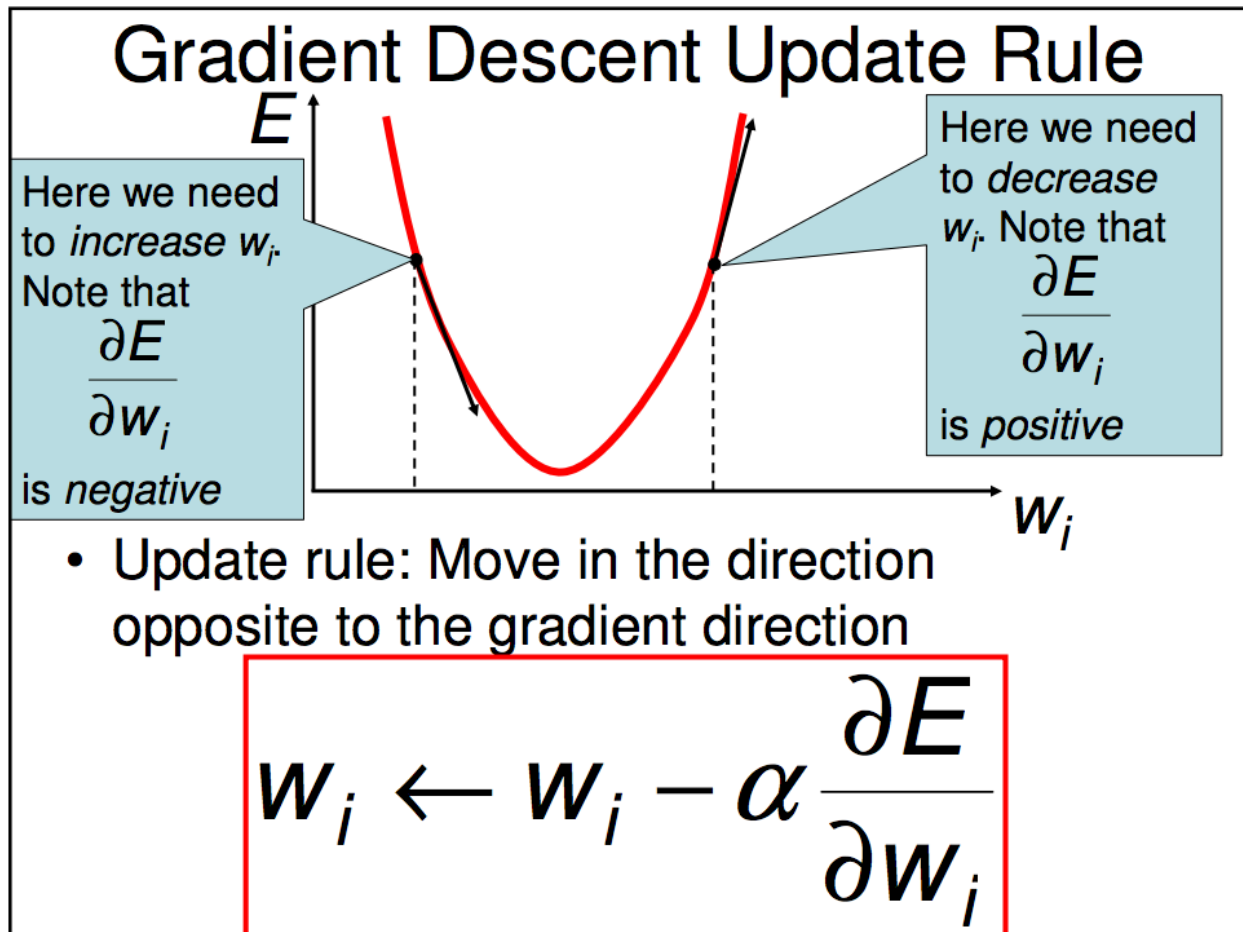 Gradient Descent Update Rule
E
Here we need
to increase wᵢ.
Note that
∂E
∂wᵢ
is negative
Here we need
to decrease
wᵢ. Note that
∂E
∂wᵢ
is positive
wᵢ
• Update rule: Move in the direction
opposite to the gradient direction
wᵢ ← wᵢ − α ∂E/∂wᵢ